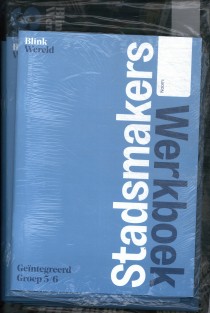 Blink
Wereld
Stadsmakers
Werkboek
Naam:
Geïntegreerd
Groep 5/6